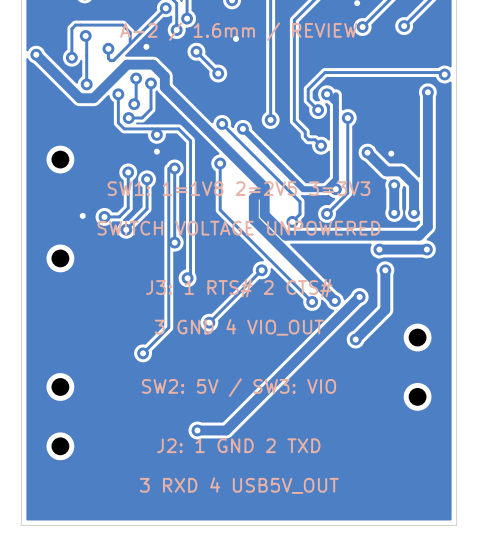 A-2 / 1.6mm / REVIEW
SW1: 1=1V8 2=2V5 3=3V3
SWITCH VOLTAGE UNPOWERED
J3: 1 RTS# 2 CTS#
3 GND 4 VIO_OUT
SW2: 5V / SW3: VIO
J2: 1 GND 2 TXD
3 RXD 4 USB5V_OUT